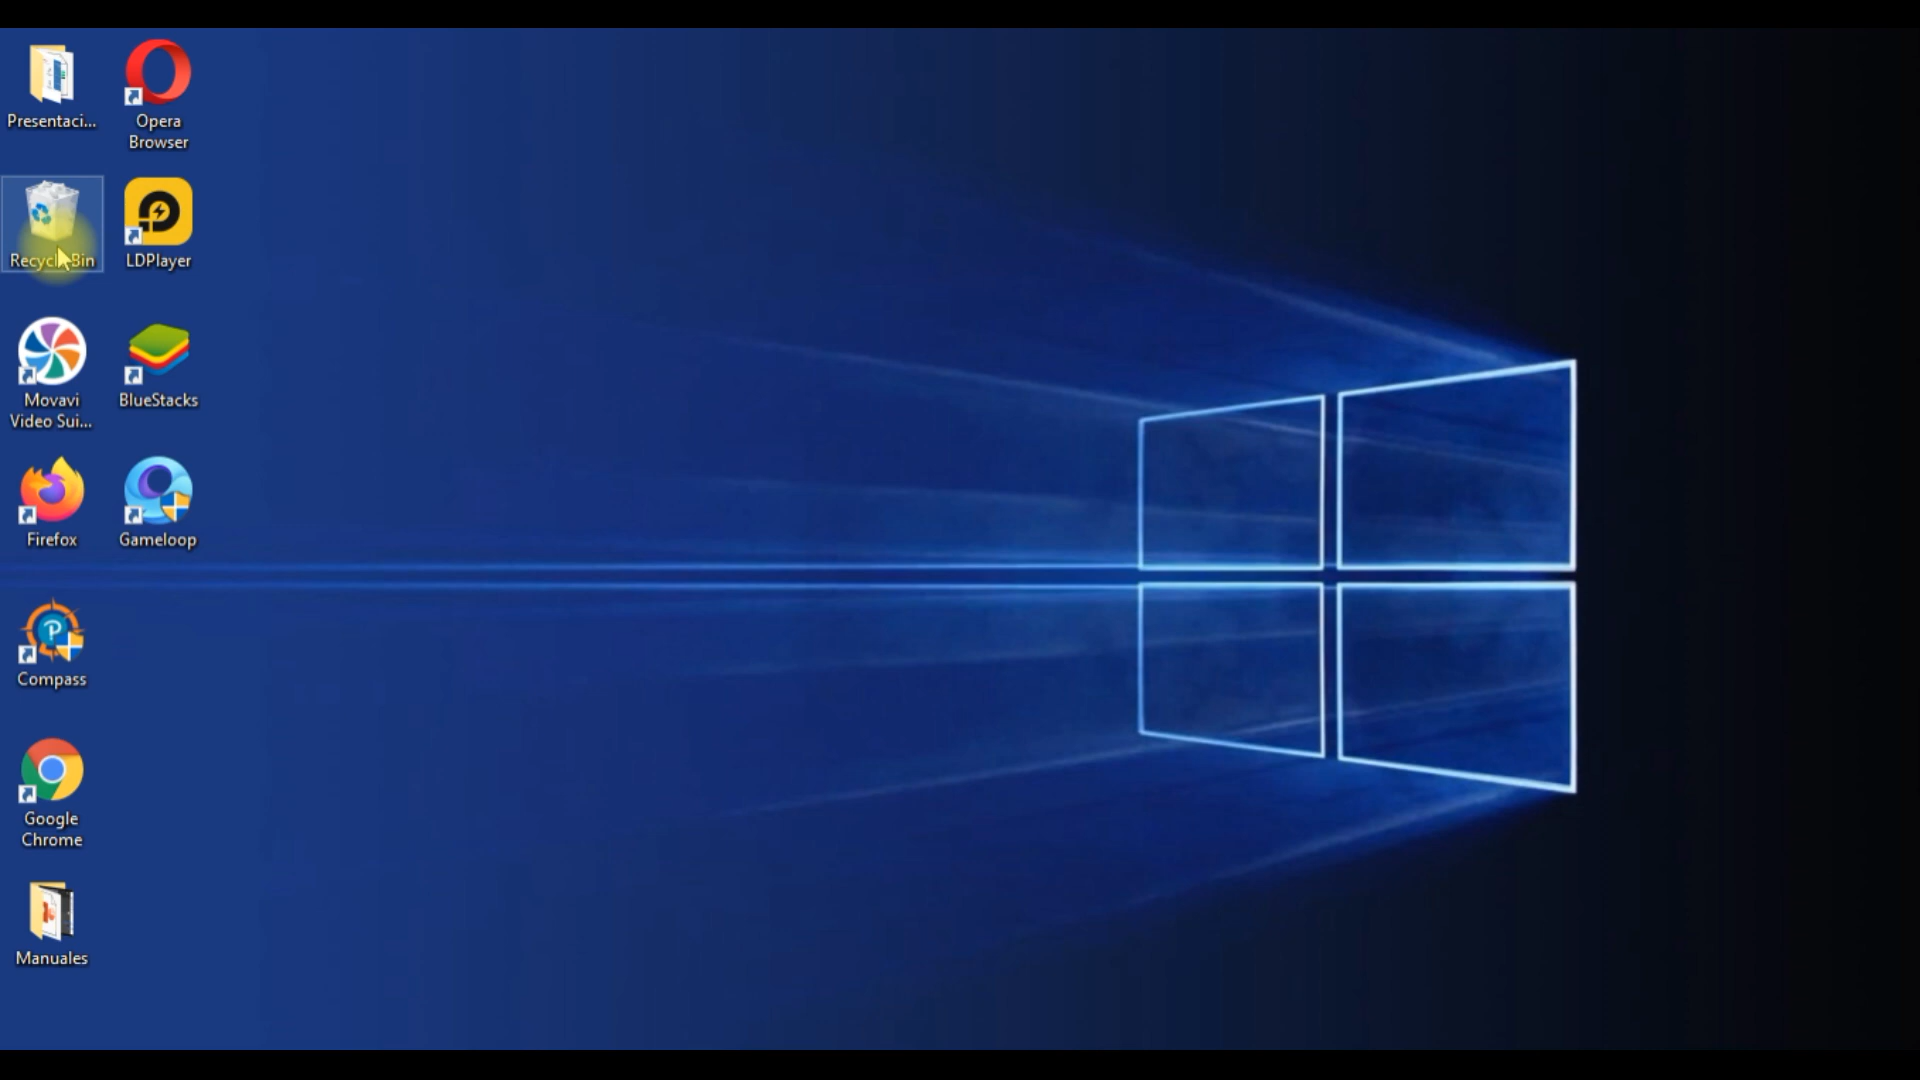 Presentaci...
Opera
Browser
Recycle Bin
LDPlayer
Movavi
Video Sui...
BlueStacks
Firefox
Gameloop
Compass
Google
Chrome
Manuales